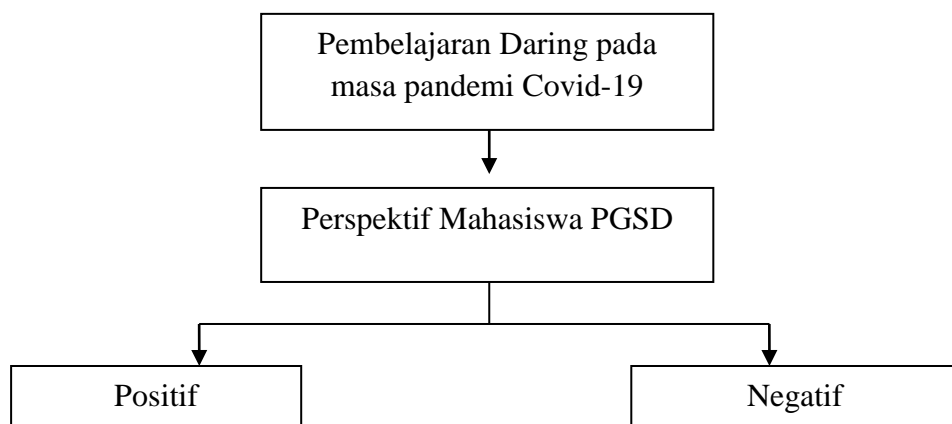 Pembelajaran Daring pada
masa pandemi Covid-19
Perspektif Mahasiswa PGSD
Positif
Negatif